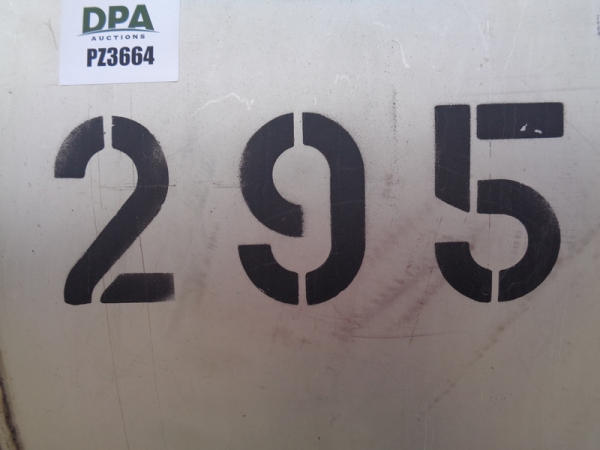 DPA
AUCTIONS
PZ3664
295